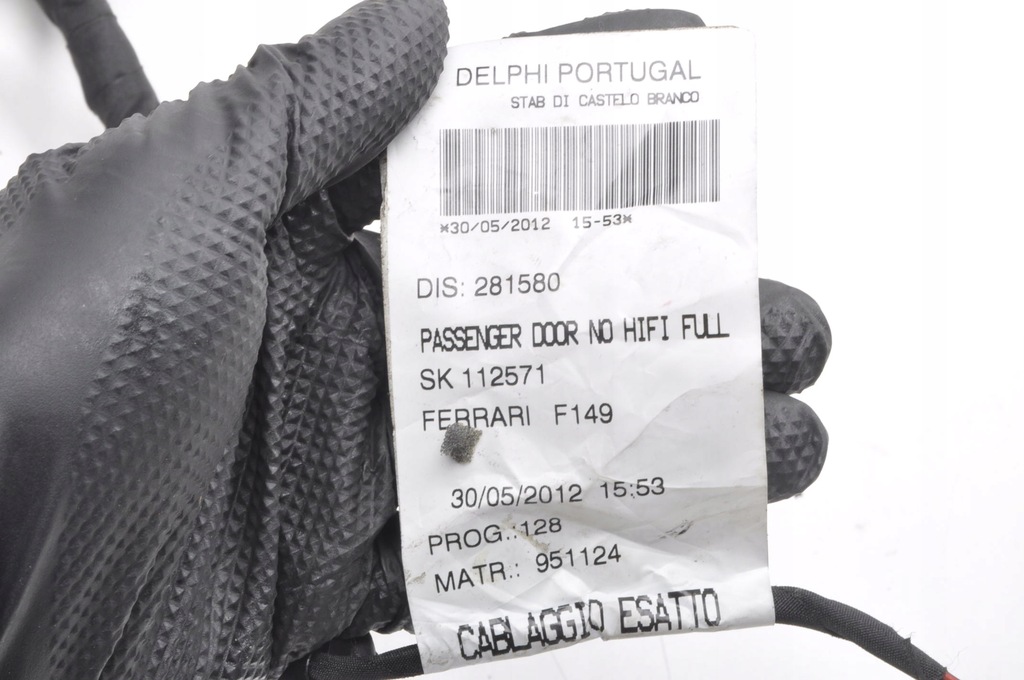 DELPHI PORTUGAL
STAB DI CASTELO BRANCO
*30/05/2012 15-53*
DIS: 281580
PASSENGER DOOR NO HIFI FULL
SK 112571
FERRARI F149
30/05/2012 15:53
PROG.:128
MATR.: 951124
CABLAGGIO ESATTO